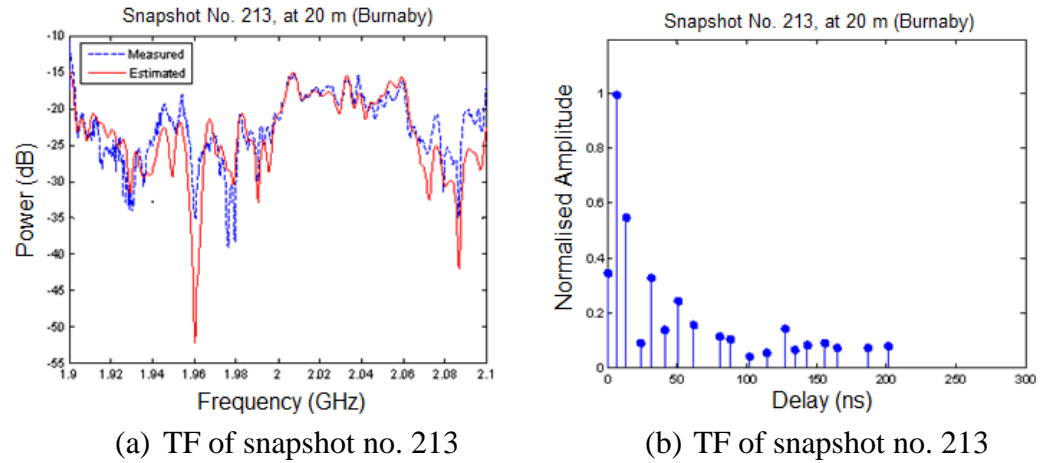 Snapshot No. 213, at 20 m (Burnaby)
-10
-15
-20
-25
-30
-35
-40
-45
-50
-55
Power (dB)
Measured
Estimated
1.9 1.92 1.94 1.96 1.98 2 2.02 2.04 2.06 2.08 2.1
Frequency (GHz)
(a) TF of snapshot no. 213
Snapshot No. 213, at 20 m (Burnaby)
1
0.8
0.6
0.4
0.2
0
Normalised Amplitude
0 50 100 150 200 250 300
Delay (ns)
(b) TF of snapshot no. 213